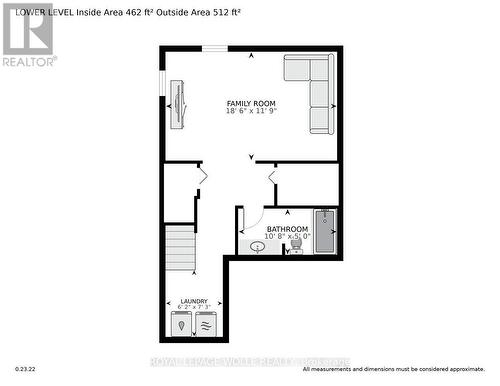 LOWER LEVEL Inside Area 462 ft² Outside Area 512 ft²
REALTOR®
FAMILY ROOM
18' 6" x 11' 9"
BATHROOM
10' 8" x 5' 0"
LAUNDRY
6' 2" x 7' 3"
0.23.22
ROYAL LEPAGE WOLLE REALTY, Brokerage
All measurements and dimensions must be considered approximate.